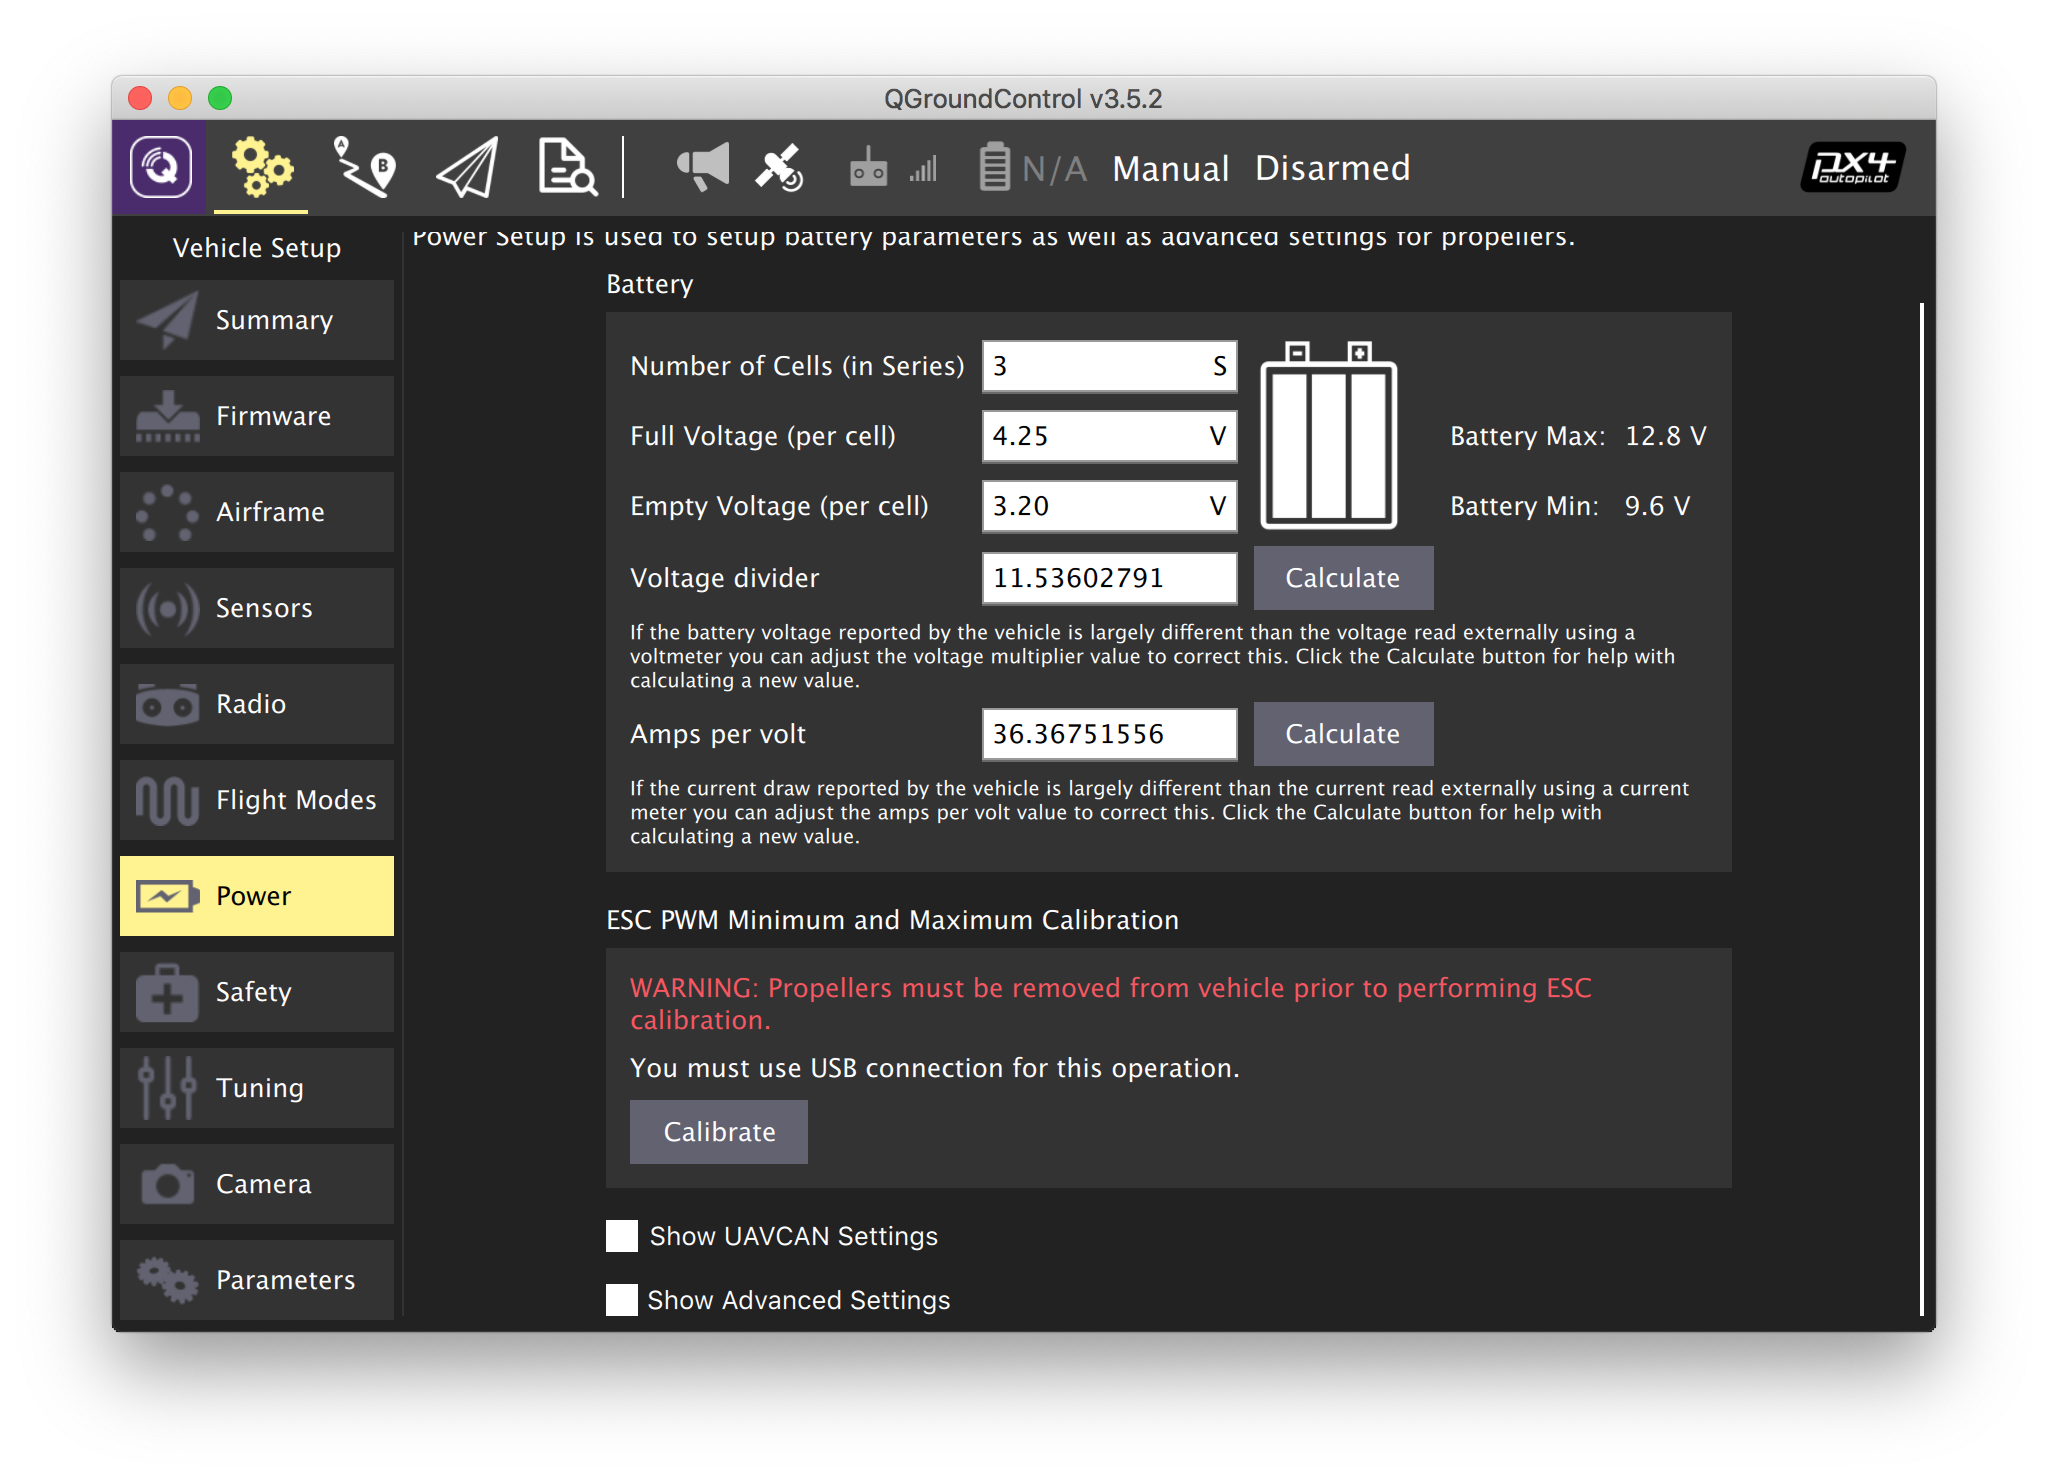 QGroundControl v3.5.2
A
B
N/A Manual Disarmed
px4
autopilot
Vehicle Setup
Summary
Firmware
Airframe
Sensors
Radio
Flight Modes
Power
Safety
Tuning
Camera
Parameters
Power Setup is used to setup battery parameters as well as advanced settings for propellers.
Battery
Number of Cells (in Series) 3 S
Full Voltage (per cell) 4.25 V Battery Max: 12.8 V
Empty Voltage (per cell) 3.20 V Battery Min: 9.6 V
Voltage divider 11.53602791 Calculate
If the battery voltage reported by the vehicle is largely different than the voltage read externally using a
voltmeter you can adjust the voltage multiplier value to correct this. Click the Calculate button for help with
calculating a new value.
Amps per volt 36.36751556 Calculate
If the current draw reported by the vehicle is largely different than the current read externally using a current
meter you can adjust the amps per volt value to correct this. Click the Calculate button for help with
calculating a new value.
ESC PWM Minimum and Maximum Calibration
WARNING: Propellers must be removed from vehicle prior to performing ESC
calibration.
You must use USB connection for this operation.
Calibrate
Show UAVCAN Settings
Show Advanced Settings